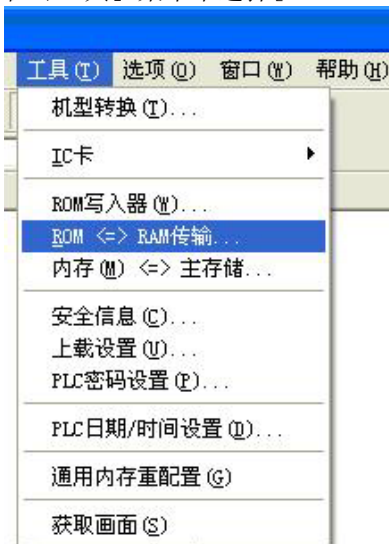 工具(T) 选项(O) 窗口(W) 帮助(H)
机型转换(T)...
IC卡
ROM写入器(W)...
ROM <=> RAM传输...
内存(M) <=> 主存储...
安全信息(C)...
上载设置(U)...
PLC密码设置(P)...
PLC日期/时间设置(D)...
通用内存重配置(G)
获取画面(S)